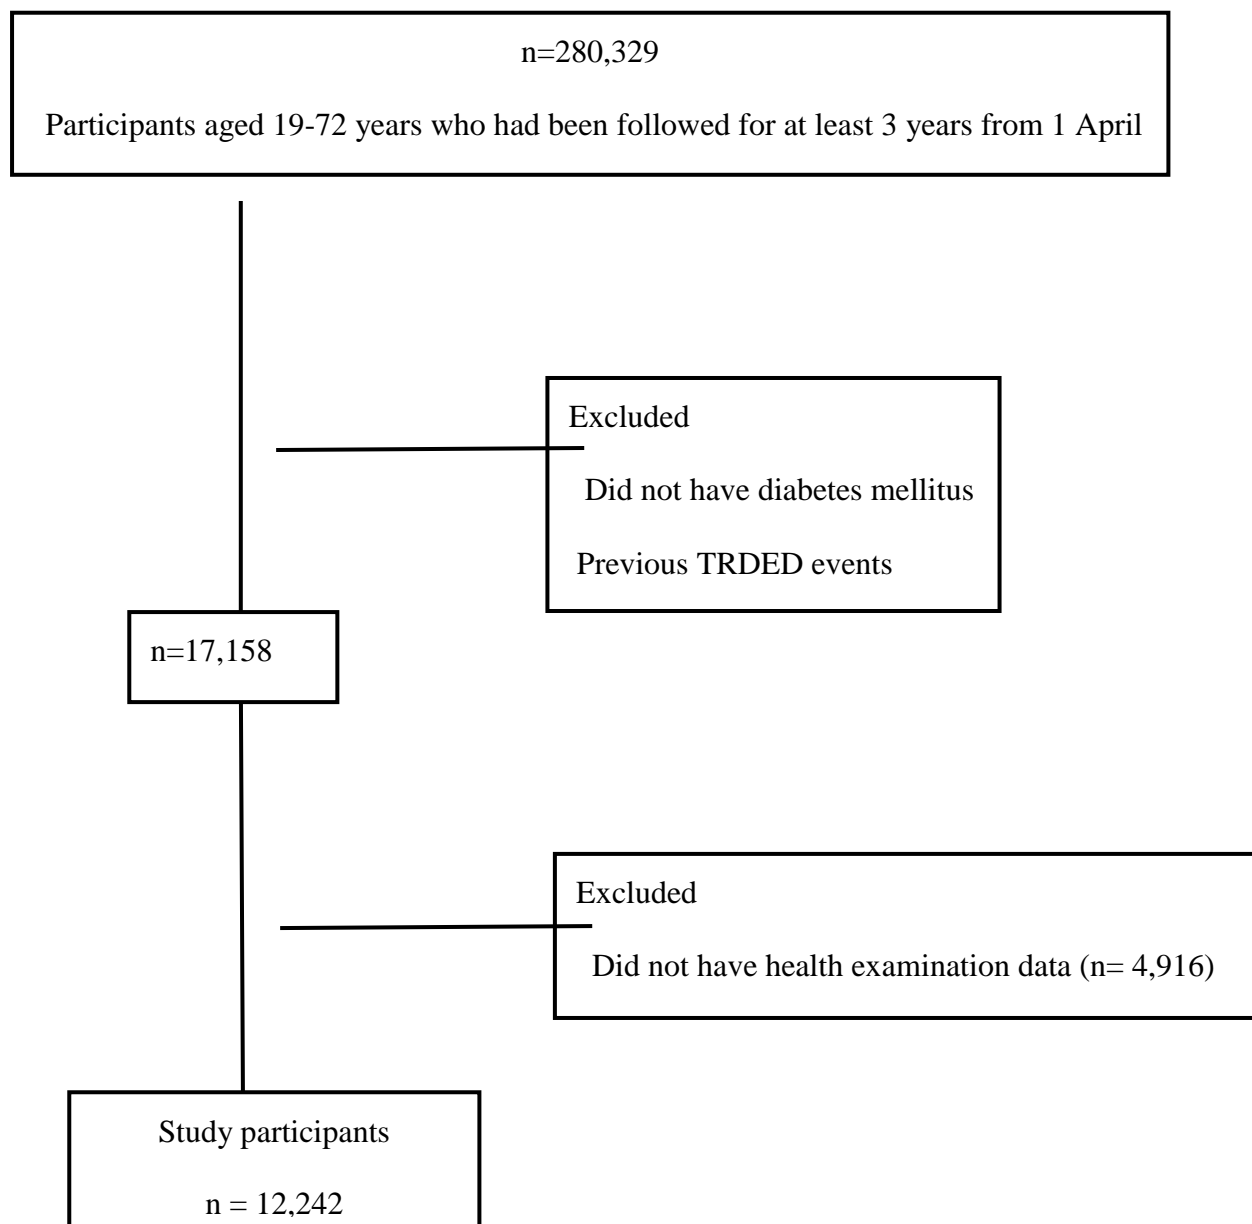 n=280,329
Participants aged 19-72 years who had been followed for at least 3 years from 1 April
Excluded
Did not have diabetes mellitus
Previous TRDED events
n=17,158
Excluded
Did not have health examination data (n= 4,916)
Study participants
n = 12,242